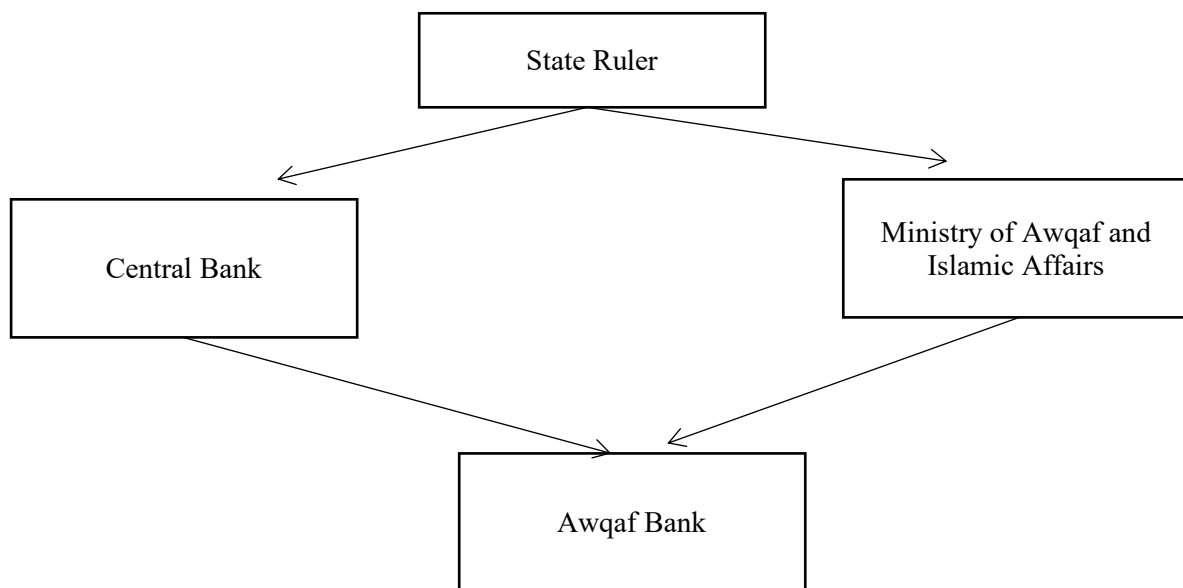 State Ruler
Central Bank
Ministry of Awqaf and
Islamic Affairs
Awqaf Bank